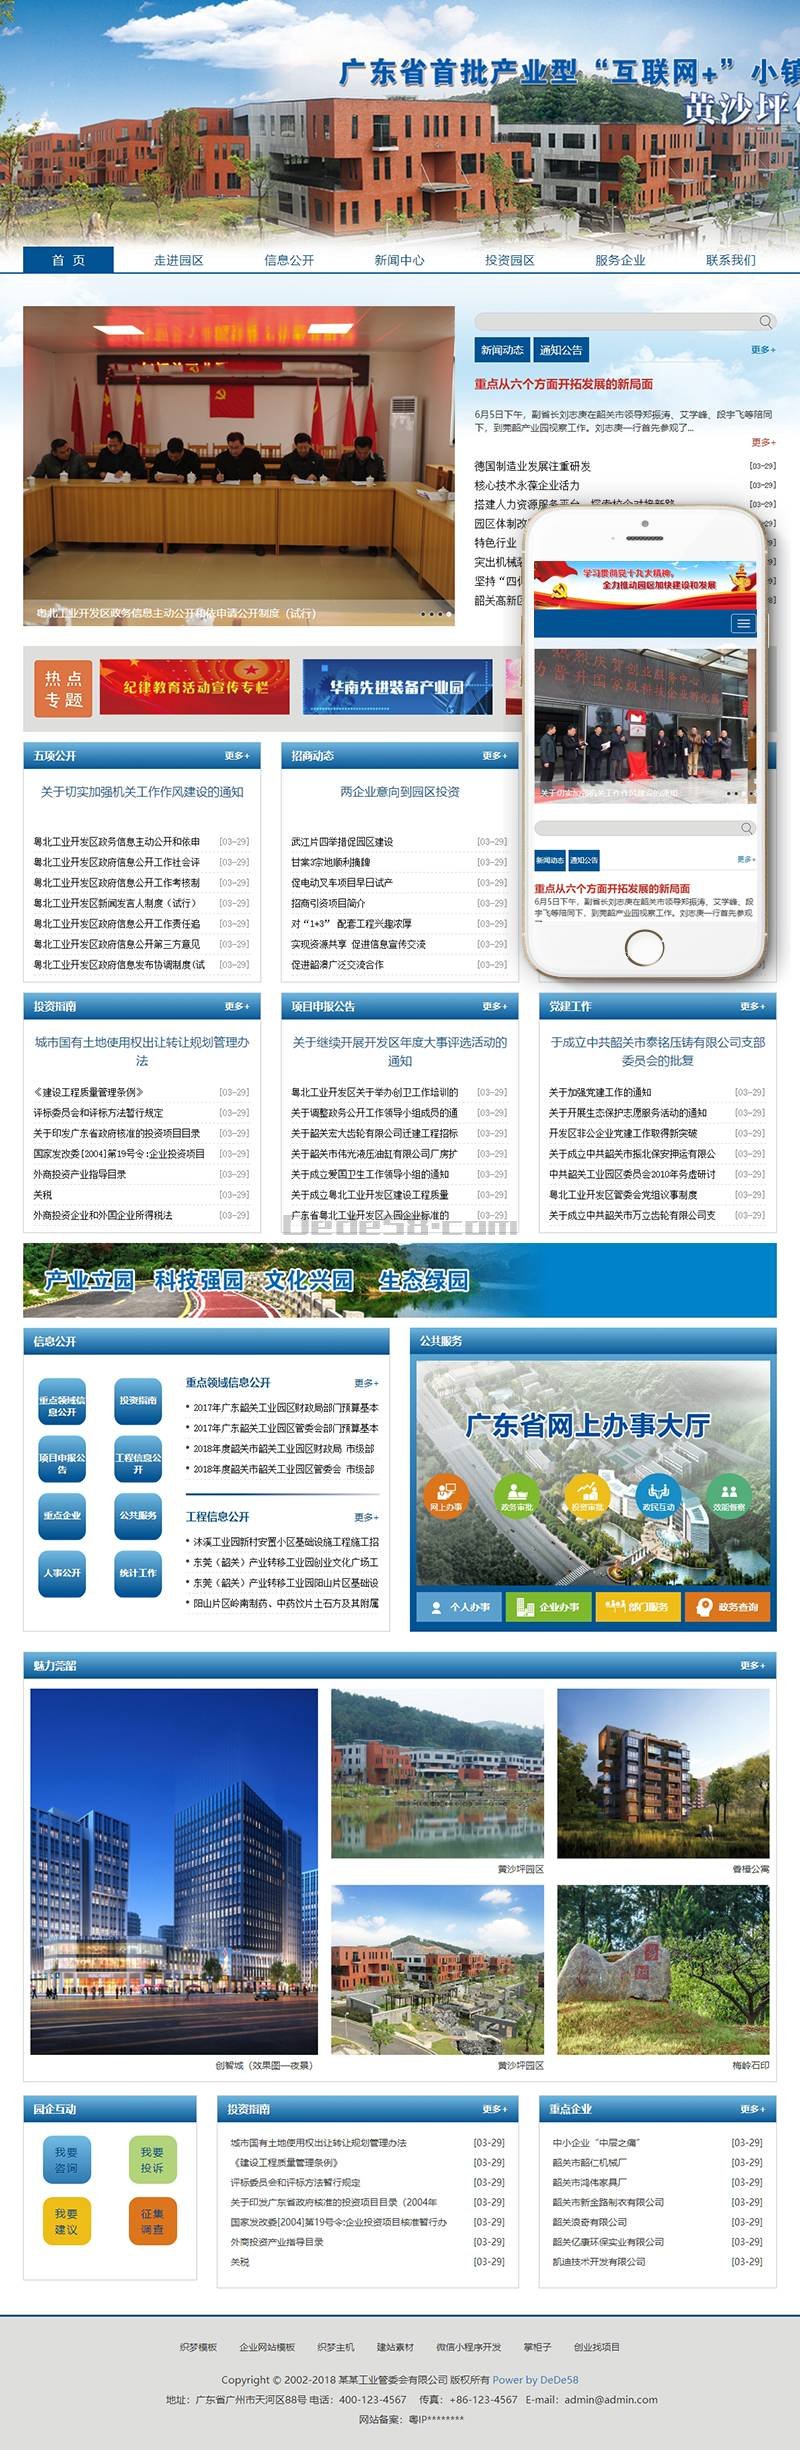 广东省首批产业型“互联网+”小镇
黄沙坪
首 页
走进园区
信息公开
新闻中心
投资园区
服务企业
联系我们
粤北工业开发区政务信息主动公开和依申请公开制度（试行）
新闻动态
通知公告
更多+
重点从六个方面开拓发展的新局面
6月5日下午，副省长刘志庚在韶关市领导郑振涛、艾学峰、段宇飞等陪同
下，到莞韶产业园视察工作。刘志庚一行首先参观了...
更多+
德国制造业发展注重研发 [03-29]
核心技术永葆企业活力 [03-29]
搭建人力资源服务平台，探索校企对接新路 [03-29]
园区体制改
特色行业
突出机械装
坚持“四
韶关高新区
学习贯彻党十九大精神，
全力推动园区加快建设和发展
关于切实加强机关工作作风建设的通知
新闻动态
通知公告
更多+
重点从六个方面开拓发展的新局面
6月5日下午，副省长刘志庚在韶关市领导郑振涛、艾学峰、段
宇飞等陪同下，到莞韶产业园视察工作。刘志庚一行首先参观
热点
专题
纪律教育活动宣传专栏
华南先进装备产业园
五项公开 更多+
关于切实加强机关工作作风建设的通知
粤北工业开发区政务信息主动公开和依申 [03-29]
粤北工业开发区政府信息公开工作社会评 [03-29]
粤北工业开发区政府信息公开工作考核制 [03-29]
粤北工业开发区新闻发言人制度（试行） [03-29]
粤北工业开发区政府信息公开工作责任追 [03-29]
粤北工业开发区政府信息公开第三方意见 [03-29]
粤北工业开发区政府信息发布协调制度(试 [03-29]
招商动态 更多+
两企业意向到园区投资
武江片四举措促园区建设 [03-29]
甘棠3宗地顺利摘牌 [03-29]
促电动叉车项目早日试产 [03-29]
招商引资项目简介 [03-29]
对“1+3” 配套工程兴趣浓厚 [03-29]
实现资源共享 促进信息宣传交流 [03-29]
促进韶澳广泛交流合作 [03-29]
投资指南 更多+
城市国有土地使用权出让转让规划管理办
法
《建设工程质量管理条例》 [03-29]
评标委员会和评标方法暂行规定 [03-29]
关于印发广东省政府核准的投资项目目录 [03-29]
国家发改委[2004]第19号令:企业投资项目 [03-29]
外商投资产业指导目录 [03-29]
关税 [03-29]
外商投资企业和外国企业所得税法 [03-29]
项目申报公告 更多+
关于继续开展开发区年度大事评选活动的
通知
粤北工业开发区关于举办创卫工作培训的 [03-29]
关于调整政务公开工作领导小组成员的通 [03-29]
关于韶关宏大齿轮有限公司迁建工程招标 [03-29]
关于韶关市伟光液压油缸有限公司厂房扩 [03-29]
关于成立爱国卫生工作领导小组的通知 [03-29]
关于成立粤北工业开发区建设工程质量 [03-29]
广东省粤北工业开发区入园企业标准的 [03-29]
党建工作 更多+
于成立中共韶关市泰铭压铸有限公司支部
委员会的批复
关于加强党建工作的通知 [03-29]
关于开展生态保护志愿服务活动的通知 [03-29]
开发区非公企业党建工作取得新突破 [03-29]
关于成立中共韶关市振北保安押运有限公 [03-29]
中共韶关工业园区委员会2010年务虚研讨 [03-29]
粤北工业开发区管委会党组议事制度 [03-29]
关于成立中共韶关市万立齿轮有限公司支 [03-29]
Dede58.com
产业立园 科技强园 文化兴园 生态绿园
信息公开
重点领域信
息公开
投资指南
项目申报公
告
工程信息公
开
重点企业
公共服务
人事公开
统计工作
重点领域信息公开 更多+
2017年广东韶关工业园区财政局部门预算基本
2017年广东韶关工业园区管委会部门预算基本
2018年度韶关市韶关工业园区财政局 市级部
2018年度韶关市韶关工业园区管委会 市级部
工程信息公开 更多+
沐溪工业园新村安置小区基础设施工程施工招
东莞（韶关）产业转移工业园创业文化广场工
东莞（韶关）产业转移工业园阳山片区基础设
阳山片区岭南制药、中药饮片土石方及其附属
公共服务
广东省网上办事大厅
网上办事
政务审批
投资审批
政民互动
效能督察
个人办事
企业办事
部门服务
政务查询
魅力莞韶 更多+
创智城（效果图—夜景）
黄沙坪园区
香樟公寓
黄沙坪园区
梅岭石印
园企互动
我要
咨询
我要
投诉
我要
建议
征集
调查
投资指南 更多+
城市国有土地使用权出让转让规划管理办法 [03-29]
《建设工程质量管理条例》 [03-29]
评标委员会和评标方法暂行规定 [03-29]
关于印发广东省政府核准的投资项目目录（2004年 [03-29]
国家发改委[2004]第19号令:企业投资项目核准暂行办 [03-29]
外商投资产业指导目录 [03-29]
关税 [03-29]
重点企业 更多+
中小企业“中层之痛” [03-29]
韶关市韶仁机械厂 [03-29]
韶关市鸿伟家具厂 [03-29]
韶关市新金路制衣有限公司 [03-29]
韶关浪奇有限公司 [03-29]
韶关亿康环保实业有限公司 [03-29]
凯迪技术开发有限公司 [03-29]
织梦模板 企业网站模板 织梦主机 建站素材 微信小程序开发 掌柜子 创业找项目
Copyright © 2002-2018 某某工业管委会有限公司 版权所有 Power by DeDe58
地址：广东省广州市天河区88号 电话：400-123-4567 传真：+86-123-4567 E-mail：admin@admin.com
网站备案：粤IP********